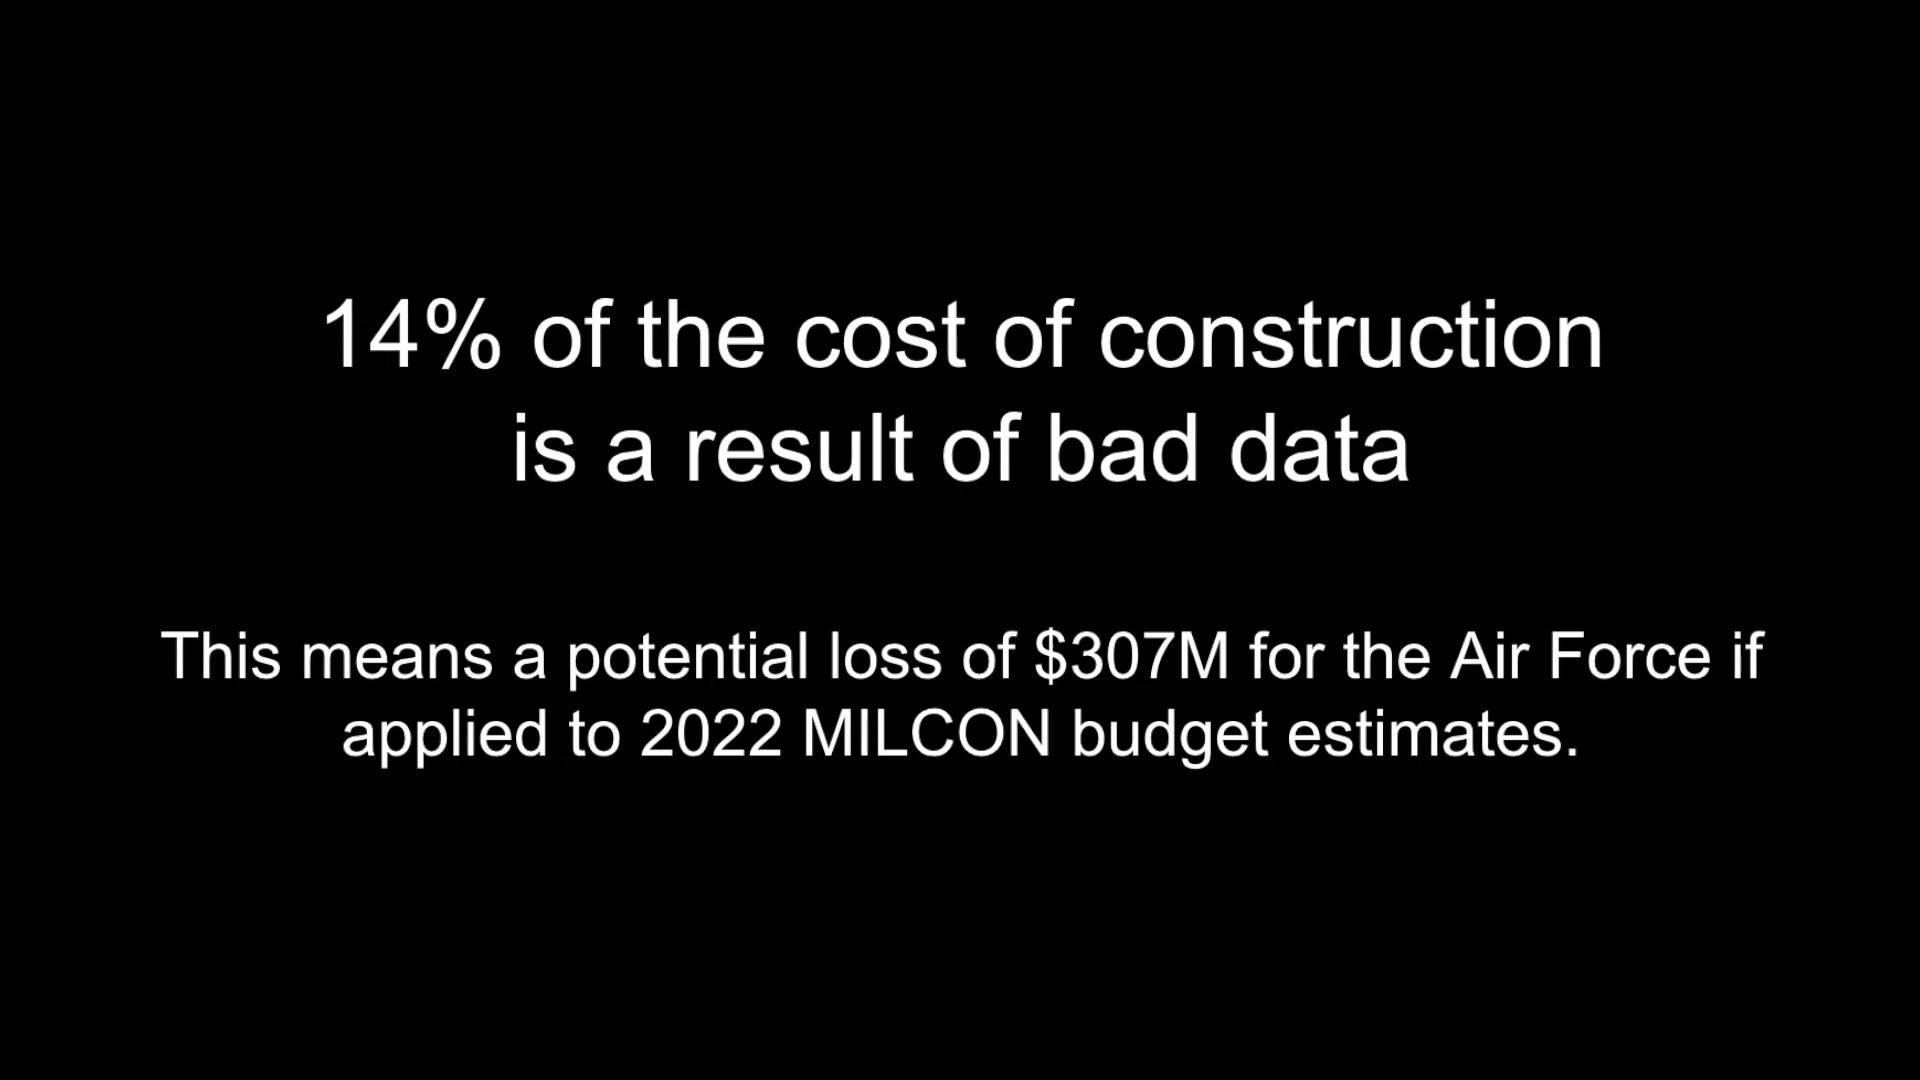 14% of the cost of construction
is a result of bad data
This means a potential loss of $307M for the Air Force if
applied to 2022 MILCON budget estimates.